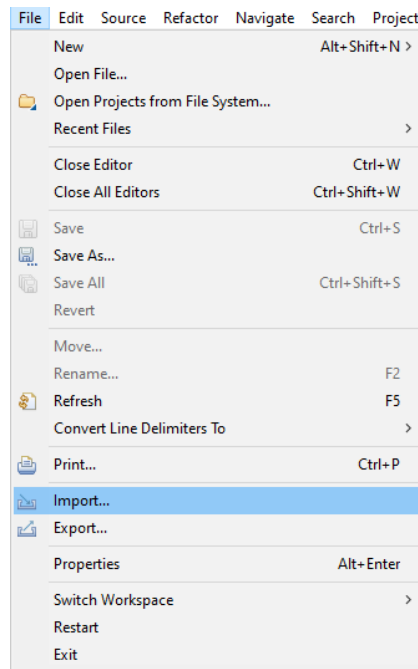 File Edit Source Refactor Navigate Search Project
New Alt+Shift+N >
Open File...
Open Projects from File System...
Recent Files >
Close Editor Ctrl+W
Close All Editors Ctrl+Shift+W
Save Ctrl+S
Save As...
Save All Ctrl+Shift+S
Revert
Move...
Rename... F2
Refresh F5
Convert Line Delimiters To >
Print... Ctrl+P
Import...
Export...
Properties Alt+Enter
Switch Workspace >
Restart
Exit